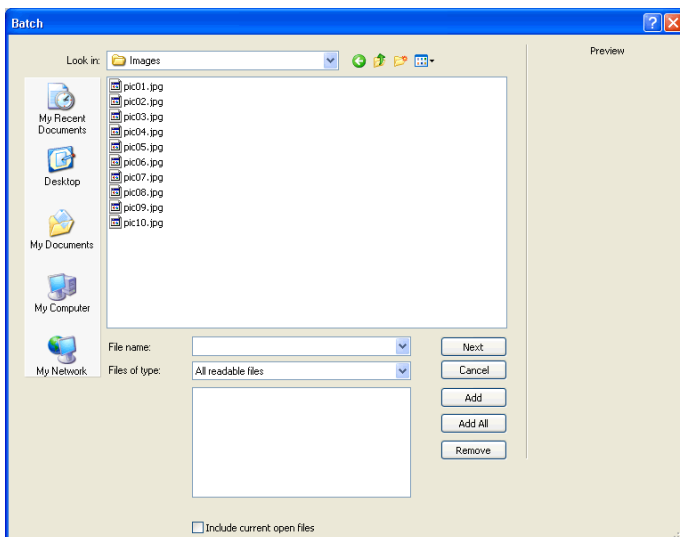 Batch
Preview
Look in: Images
My Recent
Documents
Desktop
My Documents
My Computer
My Network
pic01.jpg
pic02.jpg
pic03.jpg
pic04.jpg
pic05.jpg
pic06.jpg
pic07.jpg
pic08.jpg
pic09.jpg
pic10.jpg
File name:
Next
Files of type: All readable files
Cancel
Add
Add All
Remove
Include current open files